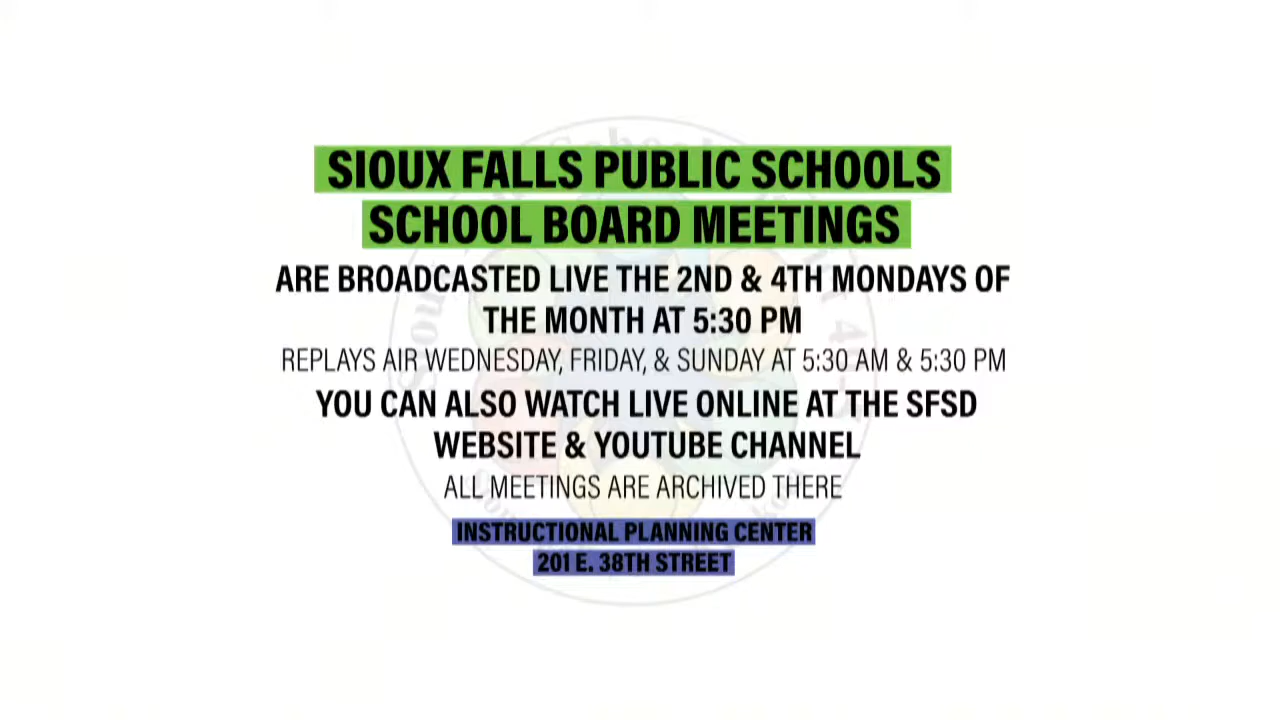 SIOUX FALLS PUBLIC SCHOOLS
SCHOOL BOARD MEETINGS
ARE BROADCASTED LIVE THE 2ND & 4TH MONDAYS OF
THE MONTH AT 5:30 PM
REPLAYS AIR WEDNESDAY, FRIDAY, & SUNDAY AT 5:30 AM & 5:30 PM
YOU CAN ALSO WATCH LIVE ONLINE AT THE SFSD
WEBSITE & YOUTUBE CHANNEL
ALL MEETINGS ARE ARCHIVED THERE
INSTRUCTIONAL PLANNING CENTER
201 E. 38TH STREET